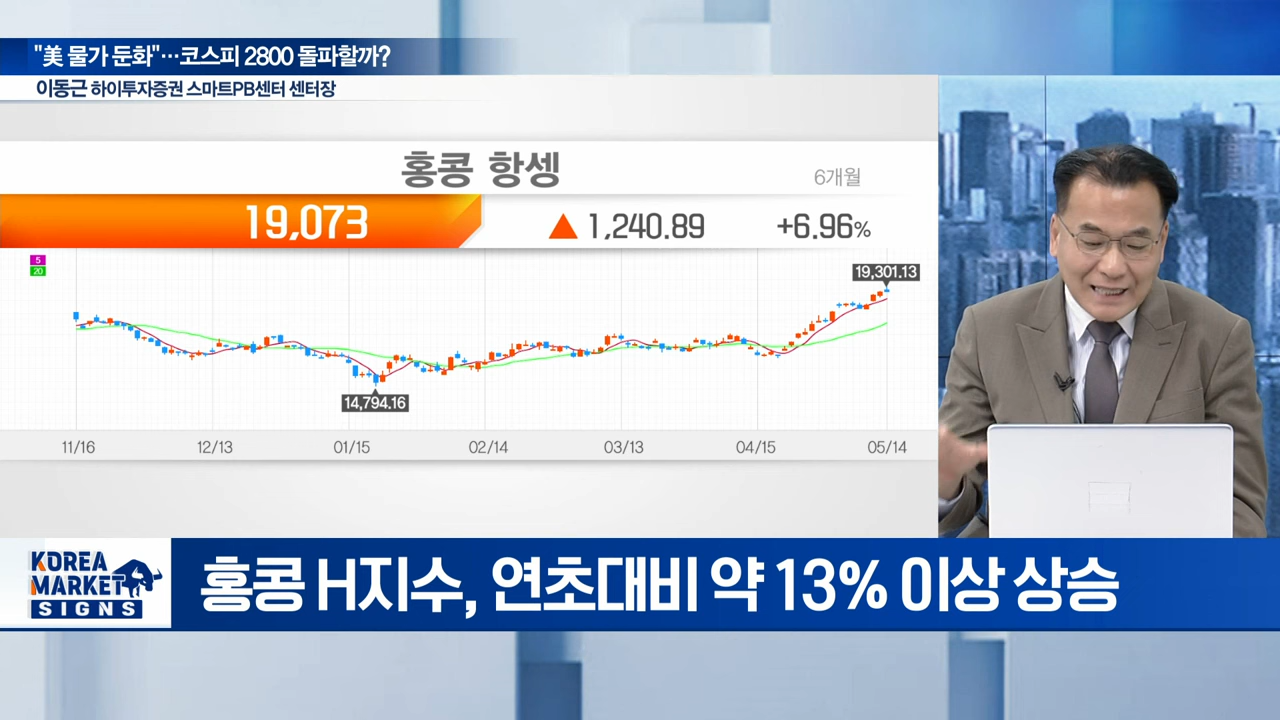 "美 물가 둔화"…코스피 2800 돌파할까?
이동근 하이투자증권 스마트PB센터 센터장
홍콩 항셍
6개월
19,073 ▲ 1,240.89 +6.96%
5
20
19,301.13
14,794.16
11/16 12/13 01/15 02/14 03/13 04/15 05/14
KOREA
MARKET
SIGNS
홍콩 H지수, 연초대비 약 13% 이상 상승